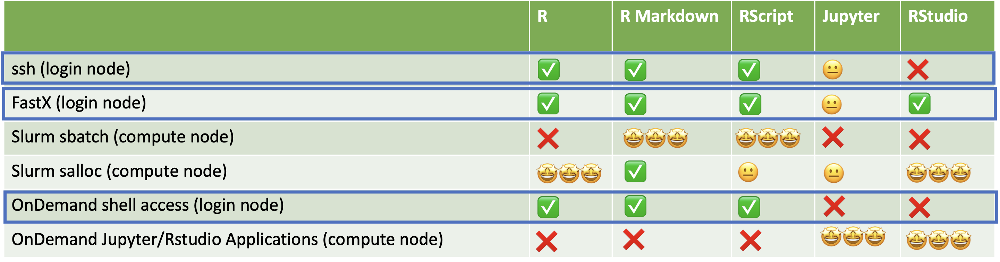 R R Markdown RScript Jupyter RStudio
ssh (login node) ✅ ✅ ✅ 😐 ❌
FastX (login node) ✅ ✅ ✅ 😐 ✅
Slurm sbatch (compute node) ❌ 🤩🤩🤩 🤩🤩🤩 ❌ ❌
Slurm salloc (compute node) 🤩🤩🤩 ✅ 😐 😐 🤩🤩🤩
OnDemand shell access (login node) ✅ ✅ ✅ ❌ ❌
OnDemand Jupyter/Rstudio Applications (compute node) ❌ ❌ ❌ 🤩🤩🤩 🤩🤩🤩